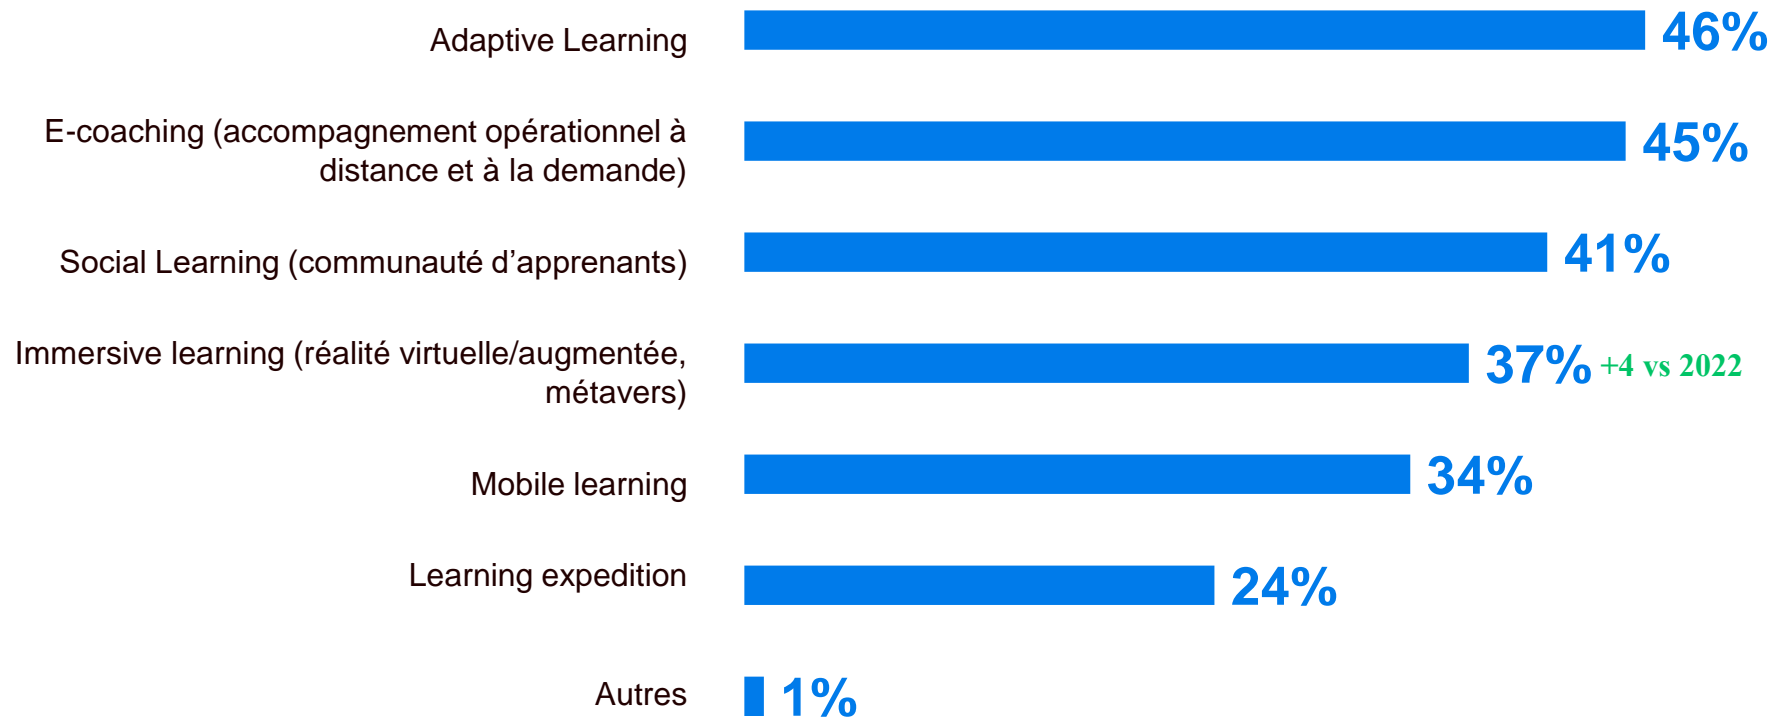 Adaptive Learning 46%
E-coaching (accompagnement opérationnel à
distance et à la demande) 45%
Social Learning (communauté d’apprenants) 41%
Immersive learning (réalité virtuelle/augmentée,
métavers) 37% +4 vs 2022
Mobile learning 34%
Learning expedition 24%
Autres 1%